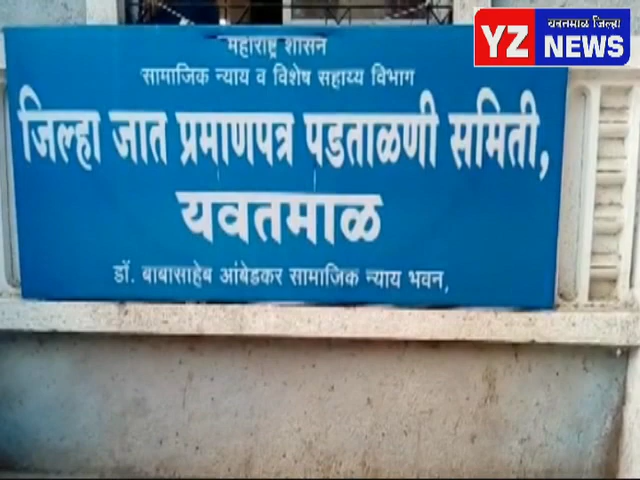 यवतमाळ जिल्हा
YZ NEWS
महाराष्ट्र शासन
सामाजिक न्याय व विशेष सहाय्य विभाग
जिल्हा जात प्रमाणपत्र पडताळणी समिती,
यवतमाळ
डॉ. बाबासाहेब आंबेडकर सामाजिक न्याय भवन,